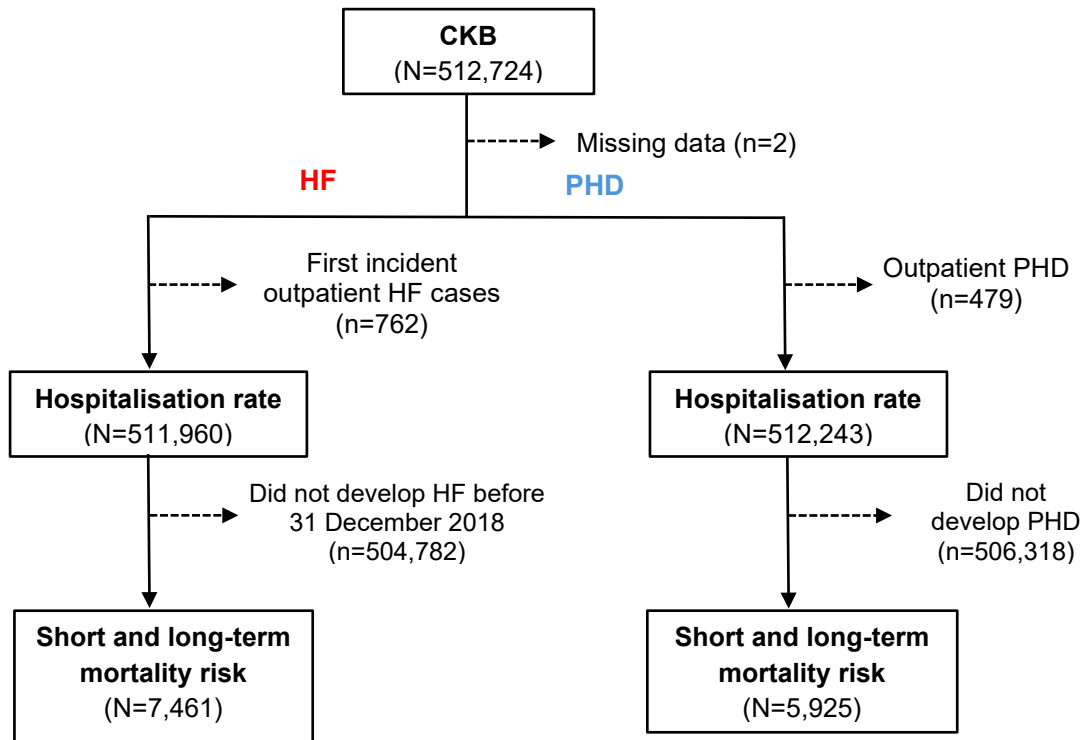 CKB
(N=512,724)
Missing data (n=2)
HF
PHD
First incident
outpatient HF cases
(n=762)
Outpatient PHD
(n=479)
Hospitalisation rate
(N=511,960)
Hospitalisation rate
(N=512,243)
Did not develop HF before
31 December 2018
(n=504,782)
Did not
develop PHD
(n=506,318)
Short and long-term
mortality risk
(N=7,461)
Short and long-term
mortality risk
(N=5,925)